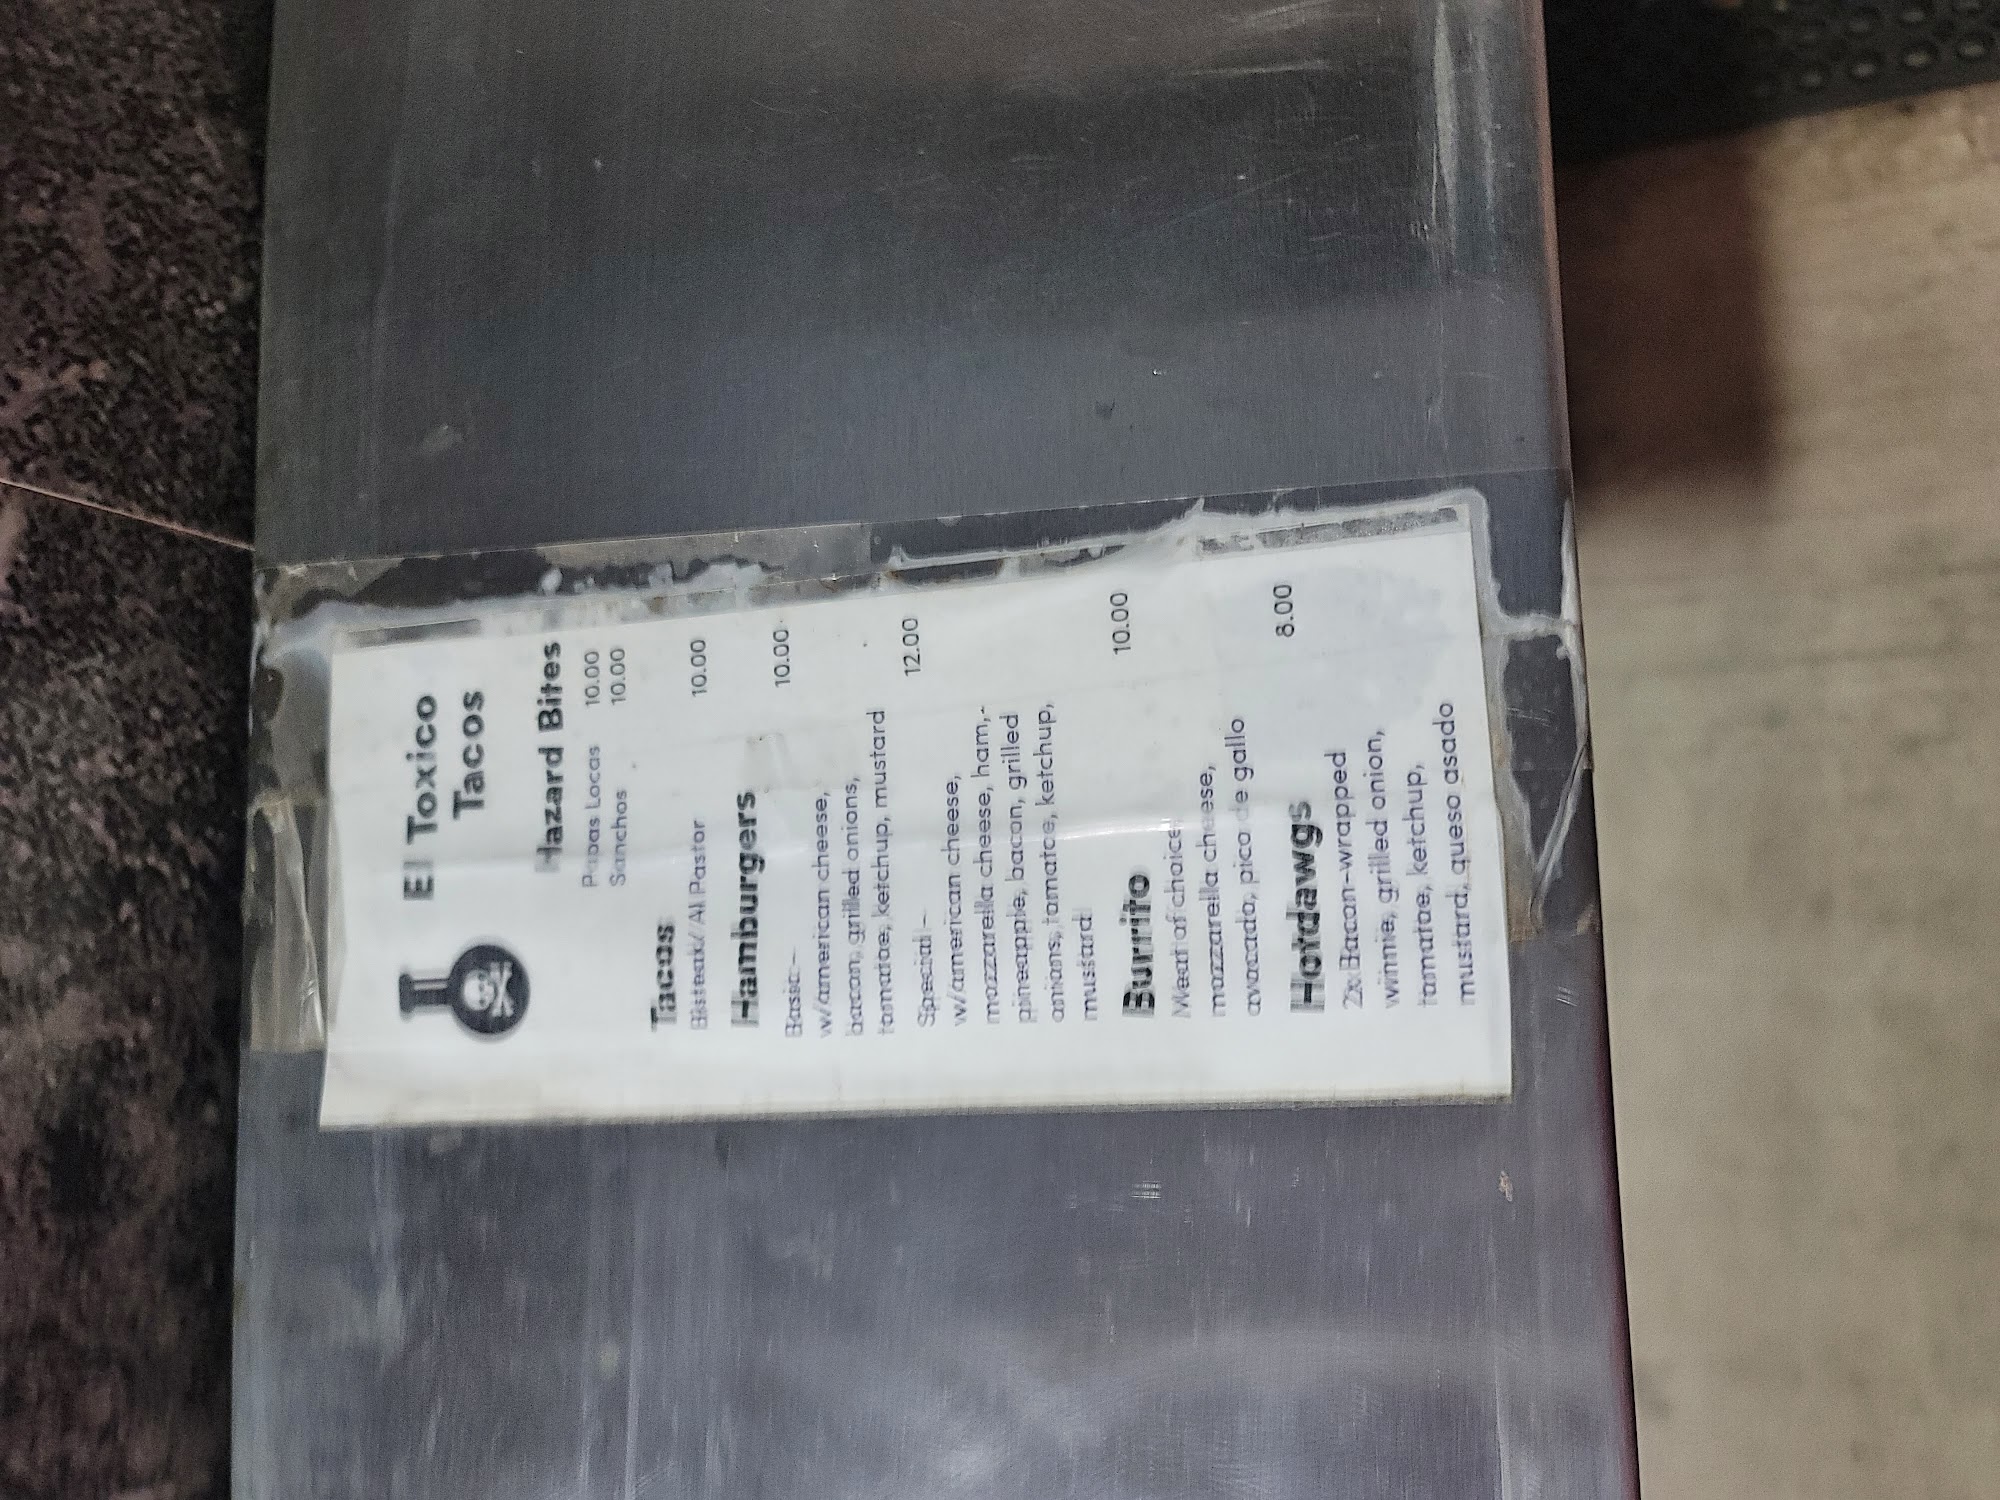 El Toxico
Tacos
Hazard Bites
Papas Locas 10.00
Sanchos 10.00
Tacos
Bisteak/ Al Pastor 10.00
Hamburgers
Basic- 10.00
w/american cheese,
bacon, grilled onions,
tomatoe, ketchup, mustard
Special- 12.00
w/american cheese,
mozzarella cheese, ham,-
pineapple, bacon, grilled
onions, tomatoe, ketchup,
mustard
Burrito 10.00
Meat of choice,
mozzarella cheese,
avocado, pico de gallo
Hotdawgs 8.00
2x Bacon-wrapped
winnie, grilled onion,
tomatoe, ketchup,
mustard, queso asado